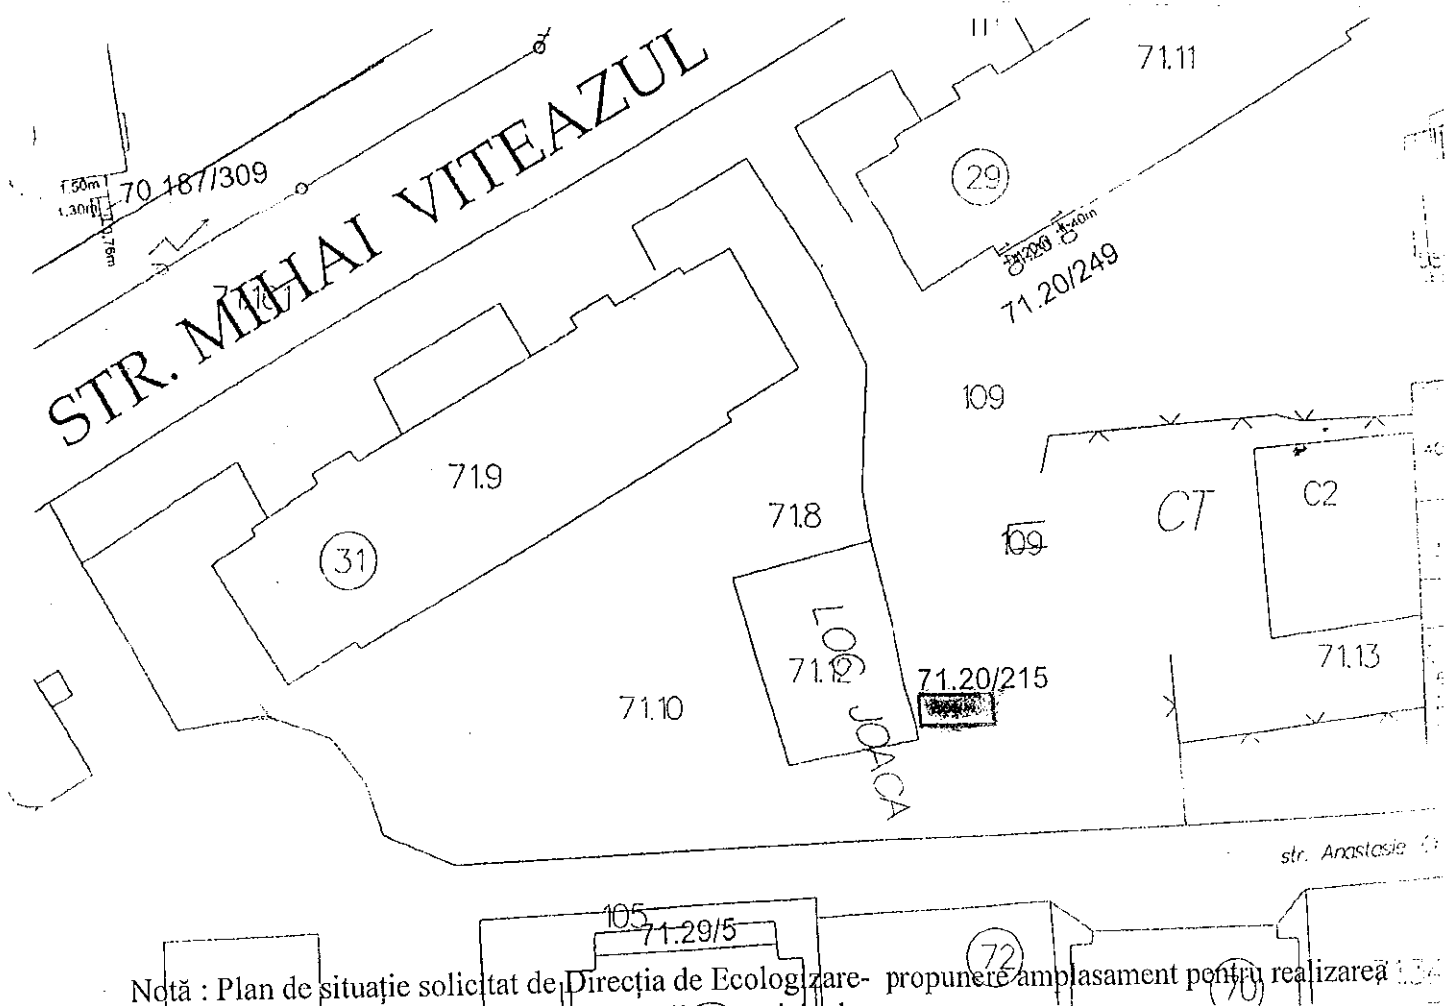 71.11
29
1.50m
70 187/309
1,30m
0,76m
STR. MIHAI VITEAZUL
71.20/249
109
71.9
C2
71.8
CT
109
31
LOC JOACA
71.12
71.13
71.20/215
71.10
str. Anastasie
105
71.29/5
72
70
Notă : Plan de situație solicitat de Direcția de Ecologizare- propunere amplasament pentru realizarea